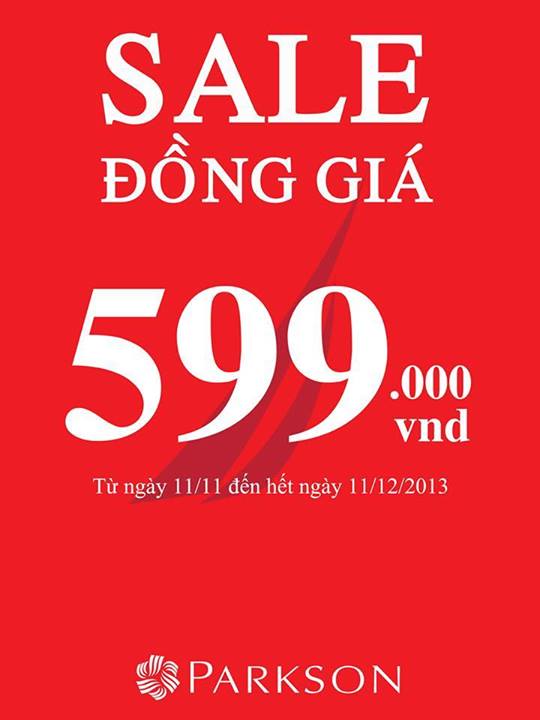 SALE
ĐỒNG GIÁ
599.000
vnd
Từ ngày 11/11 đến hết ngày 11/12/2013
PARKSON